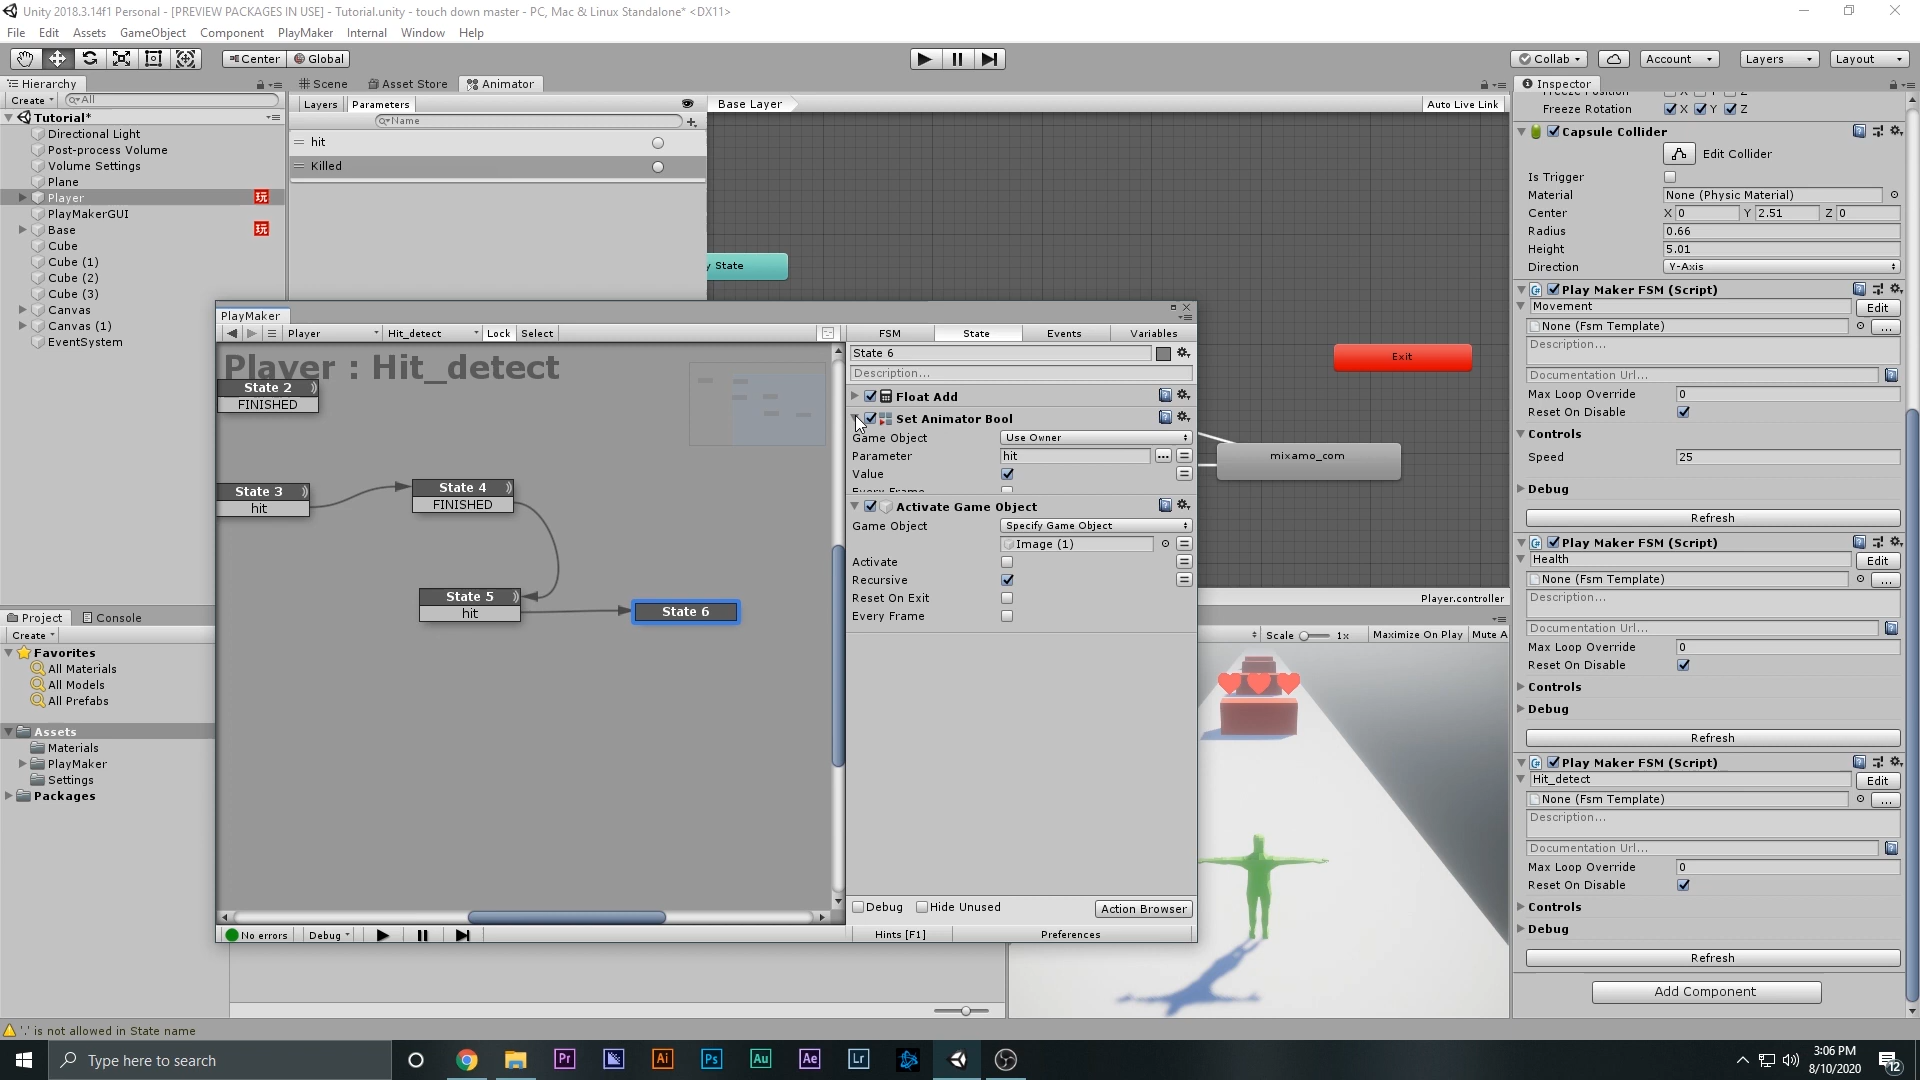 Unity 2018.3.14f1 Personal - [PREVIEW PACKAGES IN USE] - Tutorial.unity - touch down master - PC, Mac & Linux Standalone* <DX11>
File Edit Assets GameObject Component PlayMaker Internal Window Help
Center Global Collab Account Layers Layout
Hierarchy Scene Asset Store Animator Inspector
Create All Layers Parameters Base Layer Auto Live Link
Name
Tutorial*
Directional Light
Post-process Volume
Volume Settings
Plane
Player 玩
PlayMakerGUI
Base 玩
Cube
Cube (1)
Cube (2)
Cube (3)
Canvas
Canvas (1)
EventSystem
hit
Killed
y State
Exit
mixamo_com
Player.controller
Scale 1x Maximize On Play Mute A
PlayMaker
Player Hit_detect Lock Select
Player : Hit_detect
State 2
FINISHED
State 3
hit
State 4
FINISHED
State 5
hit
State 6
No errors Debug
FSM State Events Variables
State 6
Description...
Float Add
Set Animator Bool
Game Object Use Owner
Parameter hit
Value
Every Frame
Activate Game Object
Game Object Specify Game Object
Image (1)
Activate
Recursive
Reset On Exit
Every Frame
Debug Hide Unused Action Browser
Hints [F1] Preferences
Freeze Position
Freeze Rotation X Y Z
Capsule Collider
Edit Collider
Is Trigger
Material None (Physic Material)
Center X 0 Y 2.51 Z 0
Radius 0.66
Height 5.01
Direction Y-Axis
Play Maker FSM (Script)
Movement Edit
None (Fsm Template) ...
Description...
Documentation Url...
Max Loop Override 0
Reset On Disable
Controls
Speed 25
Debug
Refresh
Play Maker FSM (Script)
Health Edit
None (Fsm Template) ...
Description...
Documentation Url...
Max Loop Override 0
Reset On Disable
Controls
Debug
Refresh
Play Maker FSM (Script)
Hit_detect Edit
None (Fsm Template) ...
Description...
Documentation Url...
Max Loop Override 0
Reset On Disable
Controls
Debug
Refresh
Add Component
Project Console
Create
Favorites
All Materials
All Models
All Prefabs
Assets
Materials
PlayMaker
Settings
Packages
'.' is not allowed in State name
Type here to search
Pr Ai Ps Au Ae Lr
3:06 PM
8/10/2020
12